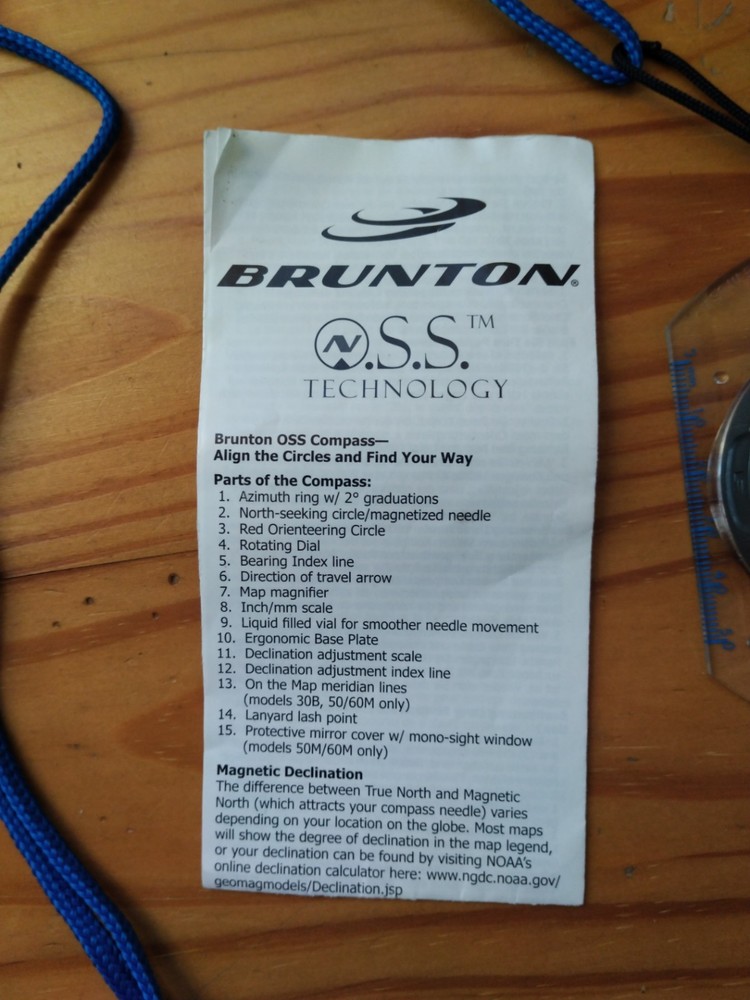 BRUNTON®
O.S.S.™
TECHNOLOGY
Brunton OSS Compass—
Align the Circles and Find Your Way
Parts of the Compass:
1. Azimuth ring w/ 2° graduations
2. North-seeking circle/magnetized needle
3. Red Orienteering Circle
4. Rotating Dial
5. Bearing Index line
6. Direction of travel arrow
7. Map magnifier
8. Inch/mm scale
9. Liquid filled vial for smoother needle movement
10. Ergonomic Base Plate
11. Declination adjustment scale
12. Declination adjustment index line
13. On the Map meridian lines
(models 30B, 50/60M only)
14. Lanyard lash point
15. Protective mirror cover w/ mono-sight window
(models 50M/60M only)
Magnetic Declination
The difference between True North and Magnetic
North (which attracts your compass needle) varies
depending on your location on the globe. Most maps
will show the degree of declination in the map legend,
or your declination can be found by visiting NOAA's
online declination calculator here: www.ngdc.noaa.gov/
geomagmodels/Declination.jsp